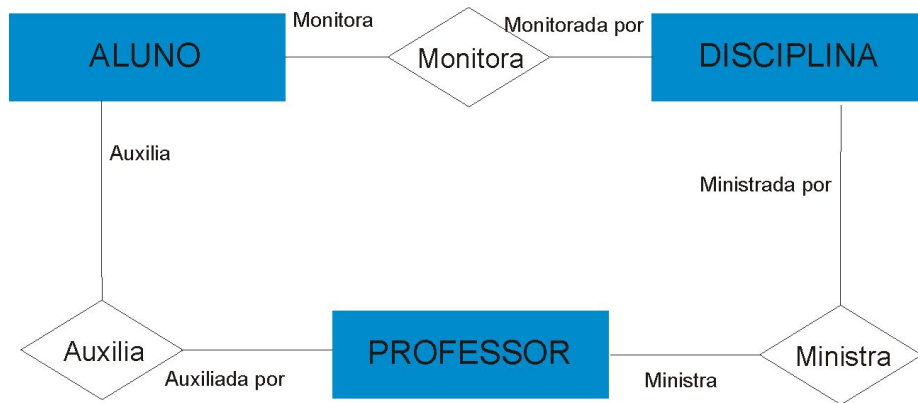 Monitora
Monitorada por
ALUNO
Monitora
DISCIPLINA
Auxilia
Ministrada por
Auxilia
PROFESSOR
Ministra
Auxiliada por
Ministra